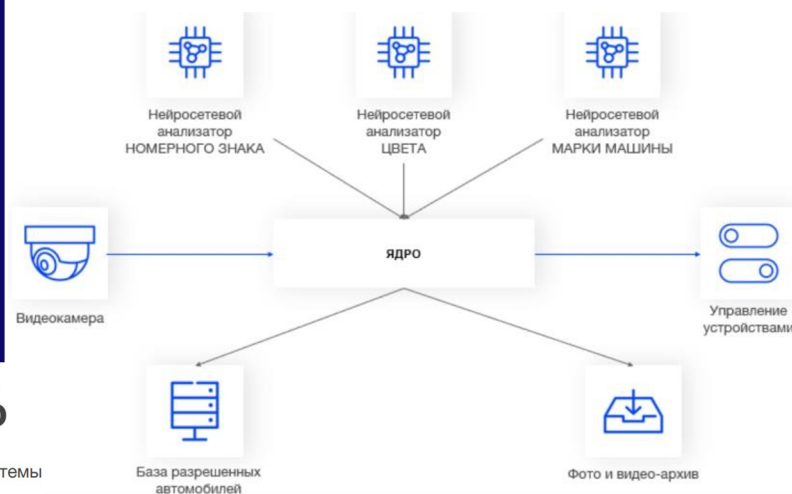 Нейросетевой
анализатор
НОМЕРНОГО ЗНАКА
Нейросетевой
анализатор
ЦВЕТА
Нейросетевой
анализатор
МАРКИ МАШИНЫ
ЯДРО
Видеокамера
Управление
устройствами
База разрешенных
автомобилей
Фото и видео-архив